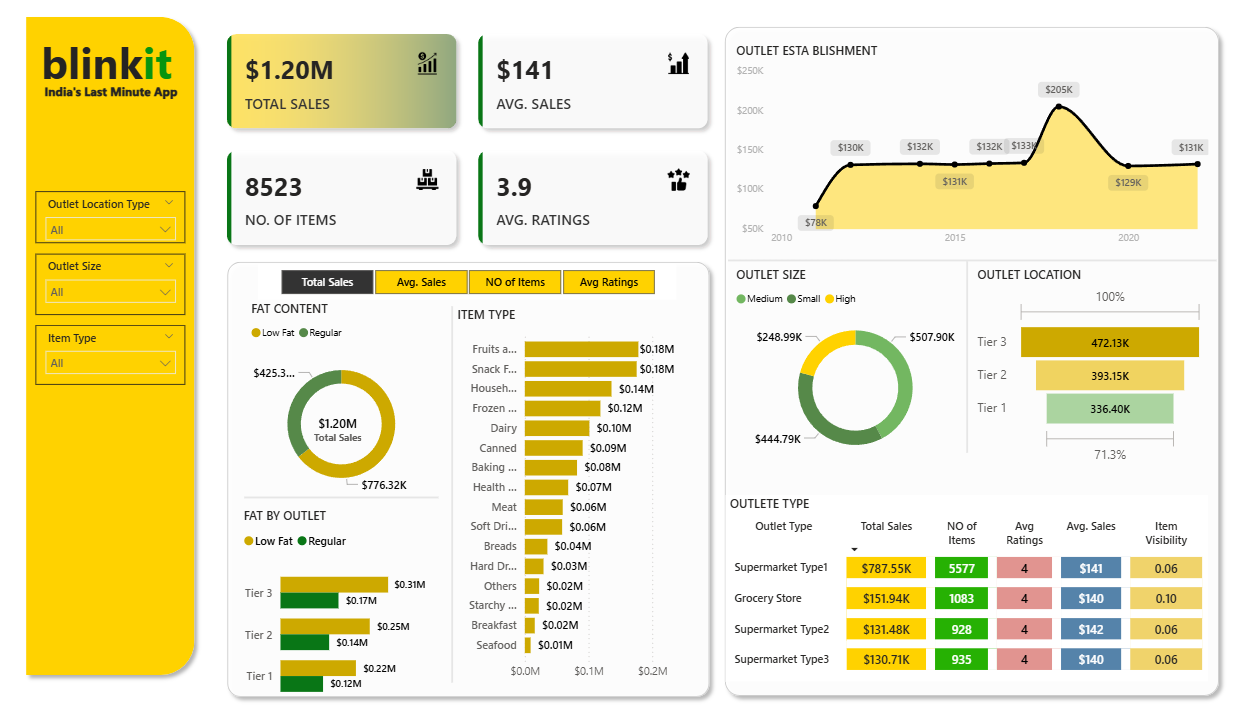 blinkit
India's Last Minute App
Outlet Location Type
All
Outlet Size
All
Item Type
All
$1.20M
TOTAL SALES
$141
AVG. SALES
8523
NO. OF ITEMS
3.9
AVG. RATINGS
Total Sales
Avg. Sales
NO of Items
Avg Ratings
FAT CONTENT
Low Fat
Regular
$425.3...
$1.20M
Total Sales
$776.32K
FAT BY OUTLET
Low Fat
Regular
Tier 3
$0.31M
$0.17M
Tier 2
$0.25M
$0.14M
Tier 1
$0.22M
$0.12M
ITEM TYPE
Fruits a...
$0.18M
Snack F...
$0.18M
Househ...
$0.14M
Frozen ...
$0.12M
Dairy
$0.10M
Canned
$0.09M
Baking ...
$0.08M
Health ...
$0.07M
Meat
$0.06M
Soft Dri...
$0.06M
Breads
$0.04M
Hard Dr...
$0.03M
Others
$0.02M
Starchy ...
$0.02M
Breakfast
$0.02M
Seafood
$0.01M
$0.0M
$0.1M
$0.2M
OUTLET ESTA BLISHMENT
$250K
$200K
$150K
$100K
$50K
$78K
$130K
$132K
$131K
$132K
$133K
$205K
$129K
$131K
2010
2015
2020
OUTLET SIZE
Medium
Small
High
$248.99K
$507.90K
$444.79K
OUTLET LOCATION
100%
Tier 3
472.13K
Tier 2
393.15K
Tier 1
336.40K
71.3%
OUTLETE TYPE
Outlet Type
Total Sales
NO of
Items
Avg
Ratings
Avg. Sales
Item
Visibility
Supermarket Type1
$787.55K
5577
4
$141
0.06
Grocery Store
$151.94K
1083
4
$140
0.10
Supermarket Type2
$131.48K
928
4
$142
0.06
Supermarket Type3
$130.71K
935
4
$140
0.06